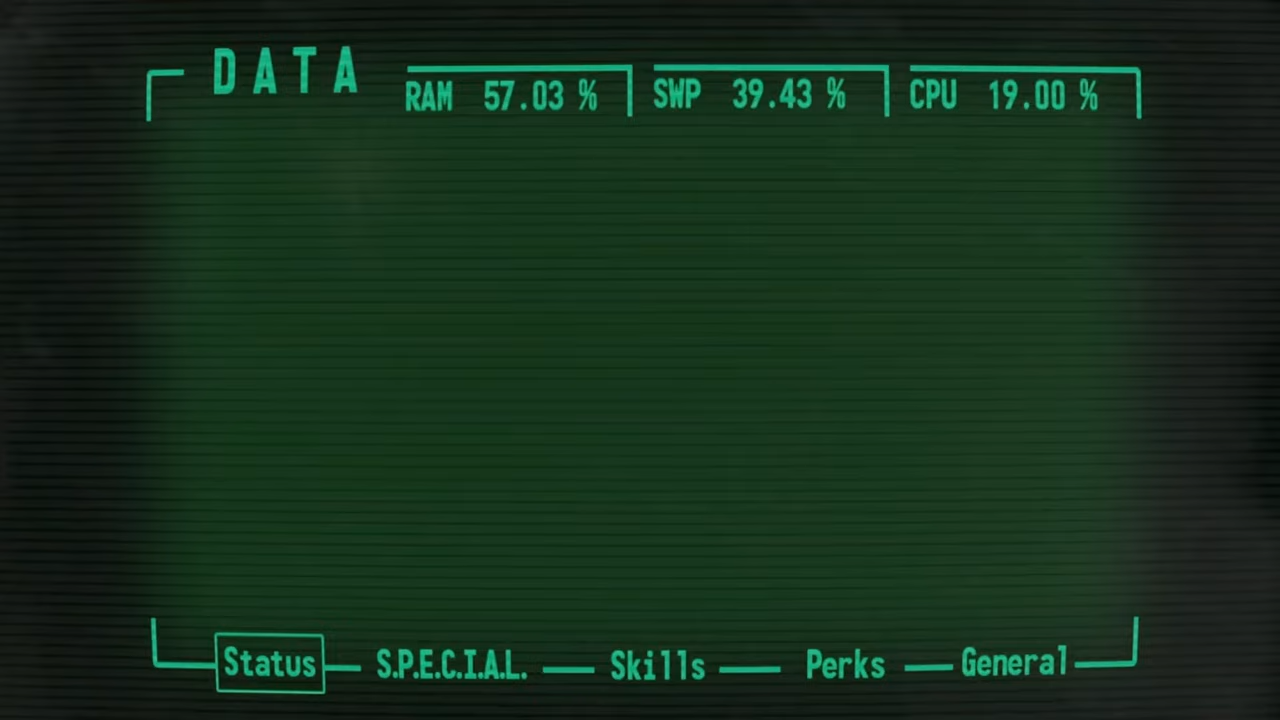 DATA RAM 57.03 % SWP 39.43 % CPU 19.00 %
Status S.P.E.C.I.A.L. Skills Perks General